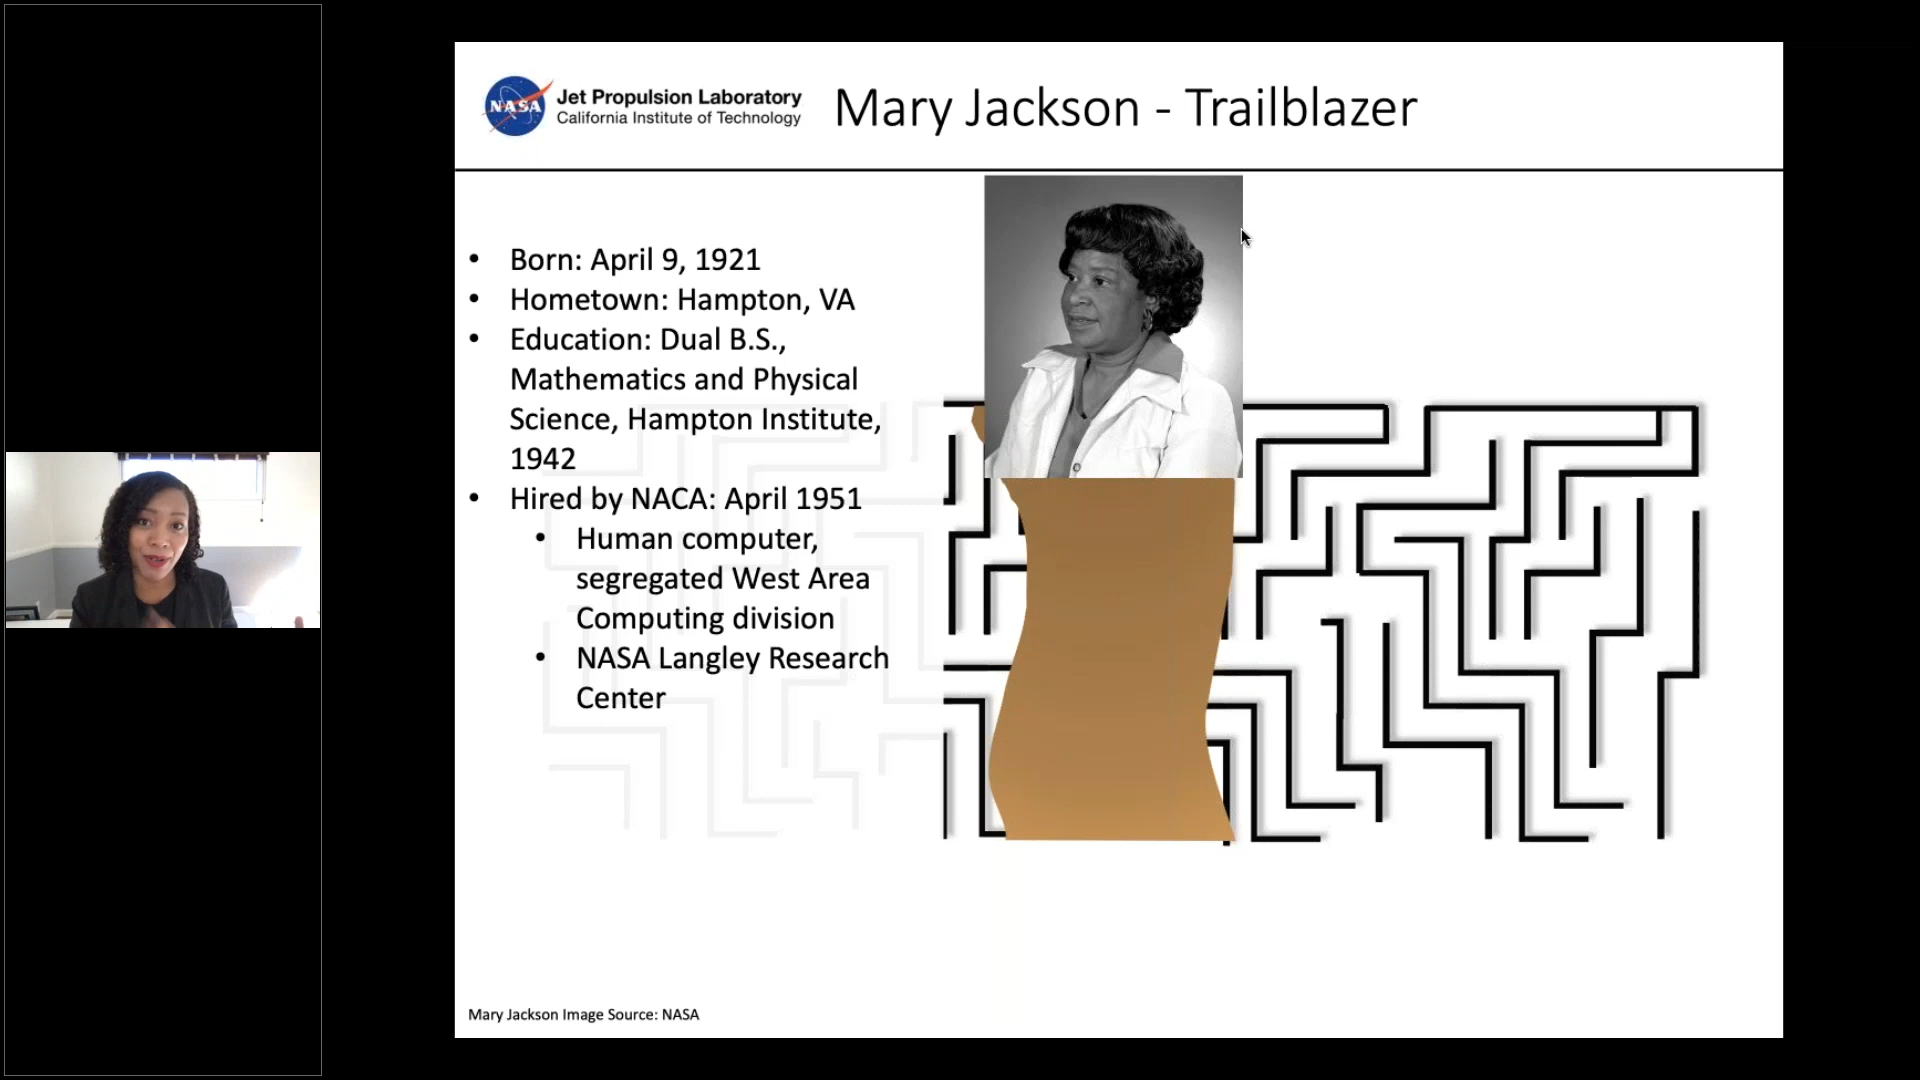 NASA
Jet Propulsion Laboratory
California Institute of Technology
Mary Jackson - Trailblazer
• Born: April 9, 1921
• Hometown: Hampton, VA
• Education: Dual B.S.,
Mathematics and Physical
Science, Hampton Institute,
1942
• Hired by NACA: April 1951
• Human computer,
segregated West Area
Computing division
• NASA Langley Research
Center
Mary Jackson Image Source: NASA